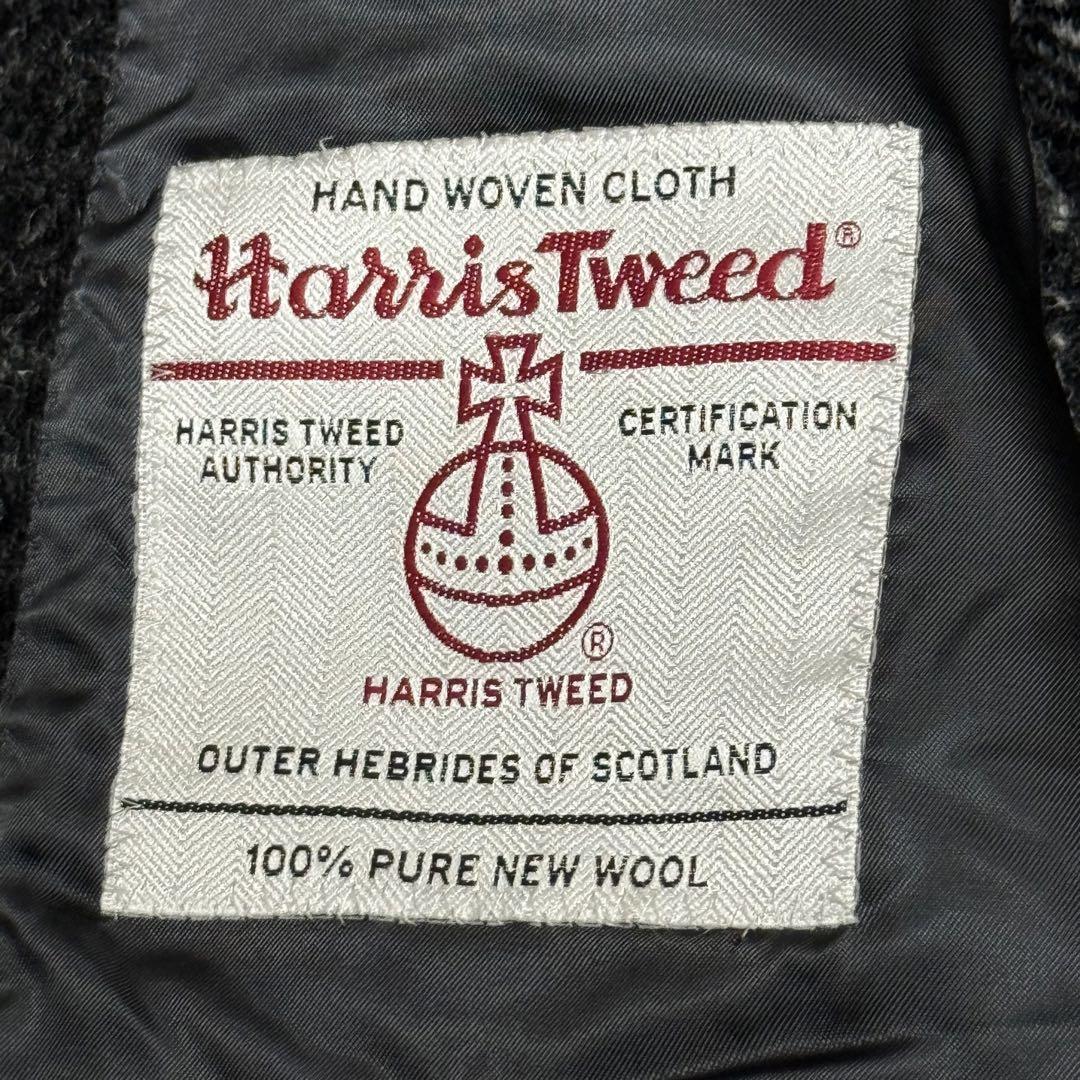 HAND WOVEN CLOTH
Harris Tweed®
HARRIS TWEED
AUTHORITY
CERTIFICATION
MARK
®
HARRIS TWEED
OUTER HEBRIDES OF SCOTLAND
100% PURE NEW WOOL